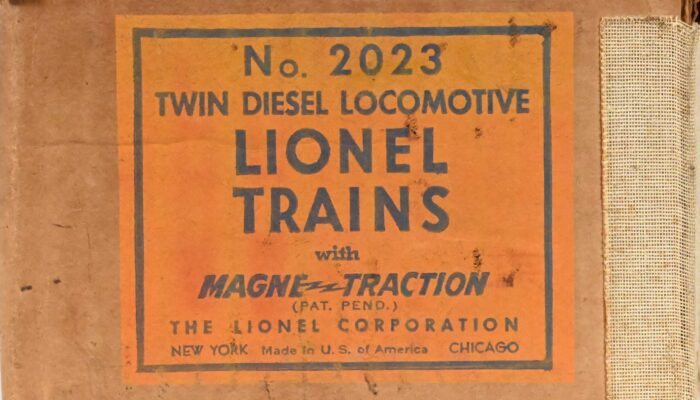 No. 2023
TWIN DIESEL LOCOMOTIVE
LIONEL
TRAINS
with
MAGNE TRACTION
(PAT. PEND.)
THE LIONEL CORPORATION
NEW YORK Made in U. S. of America CHICAGO